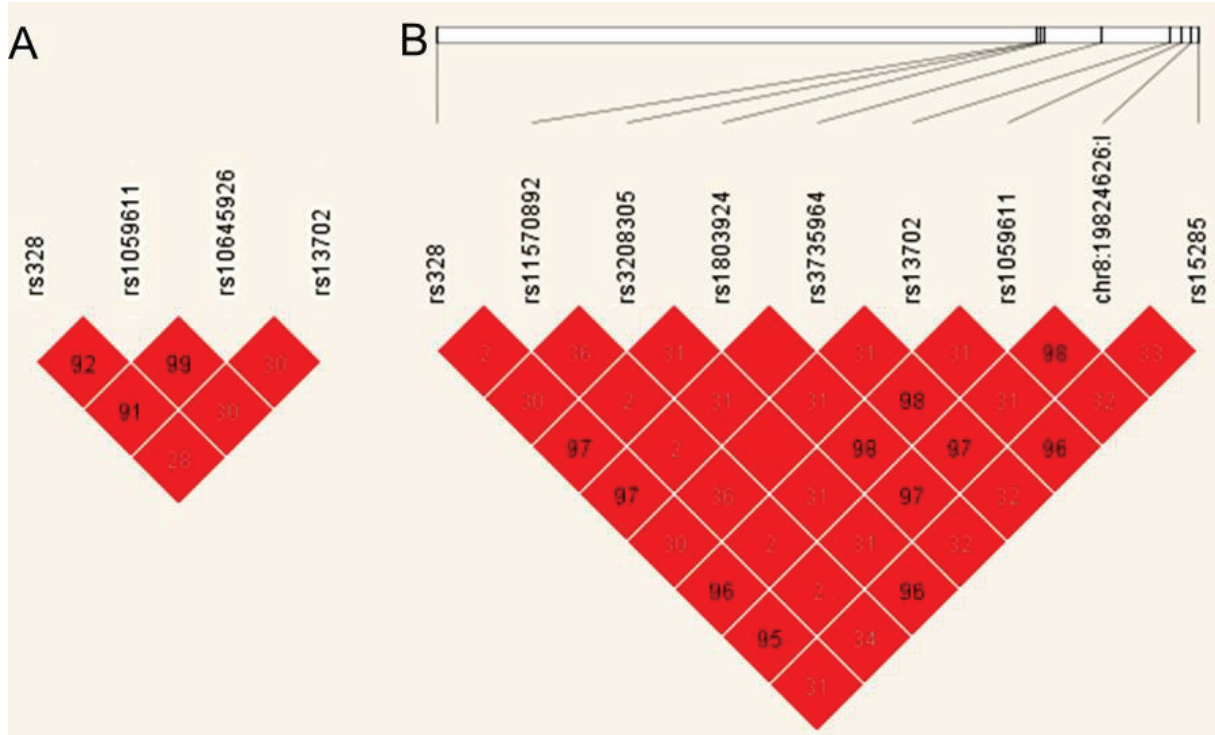 A
rs328
rs1059611
rs10645926
rs13702
92 99 30
91 30
28
B
rs328
rs11570892
rs3208305
rs1803924
rs3735964
rs13702
rs1059611
chr8:19824626:I
rs15285
2 36 31 31 31 98 33
30 2 31 31 98 31 32
97 2 98 97 96
97 36 31 97 32
30 2 31 32
96 2 96
95 34
31